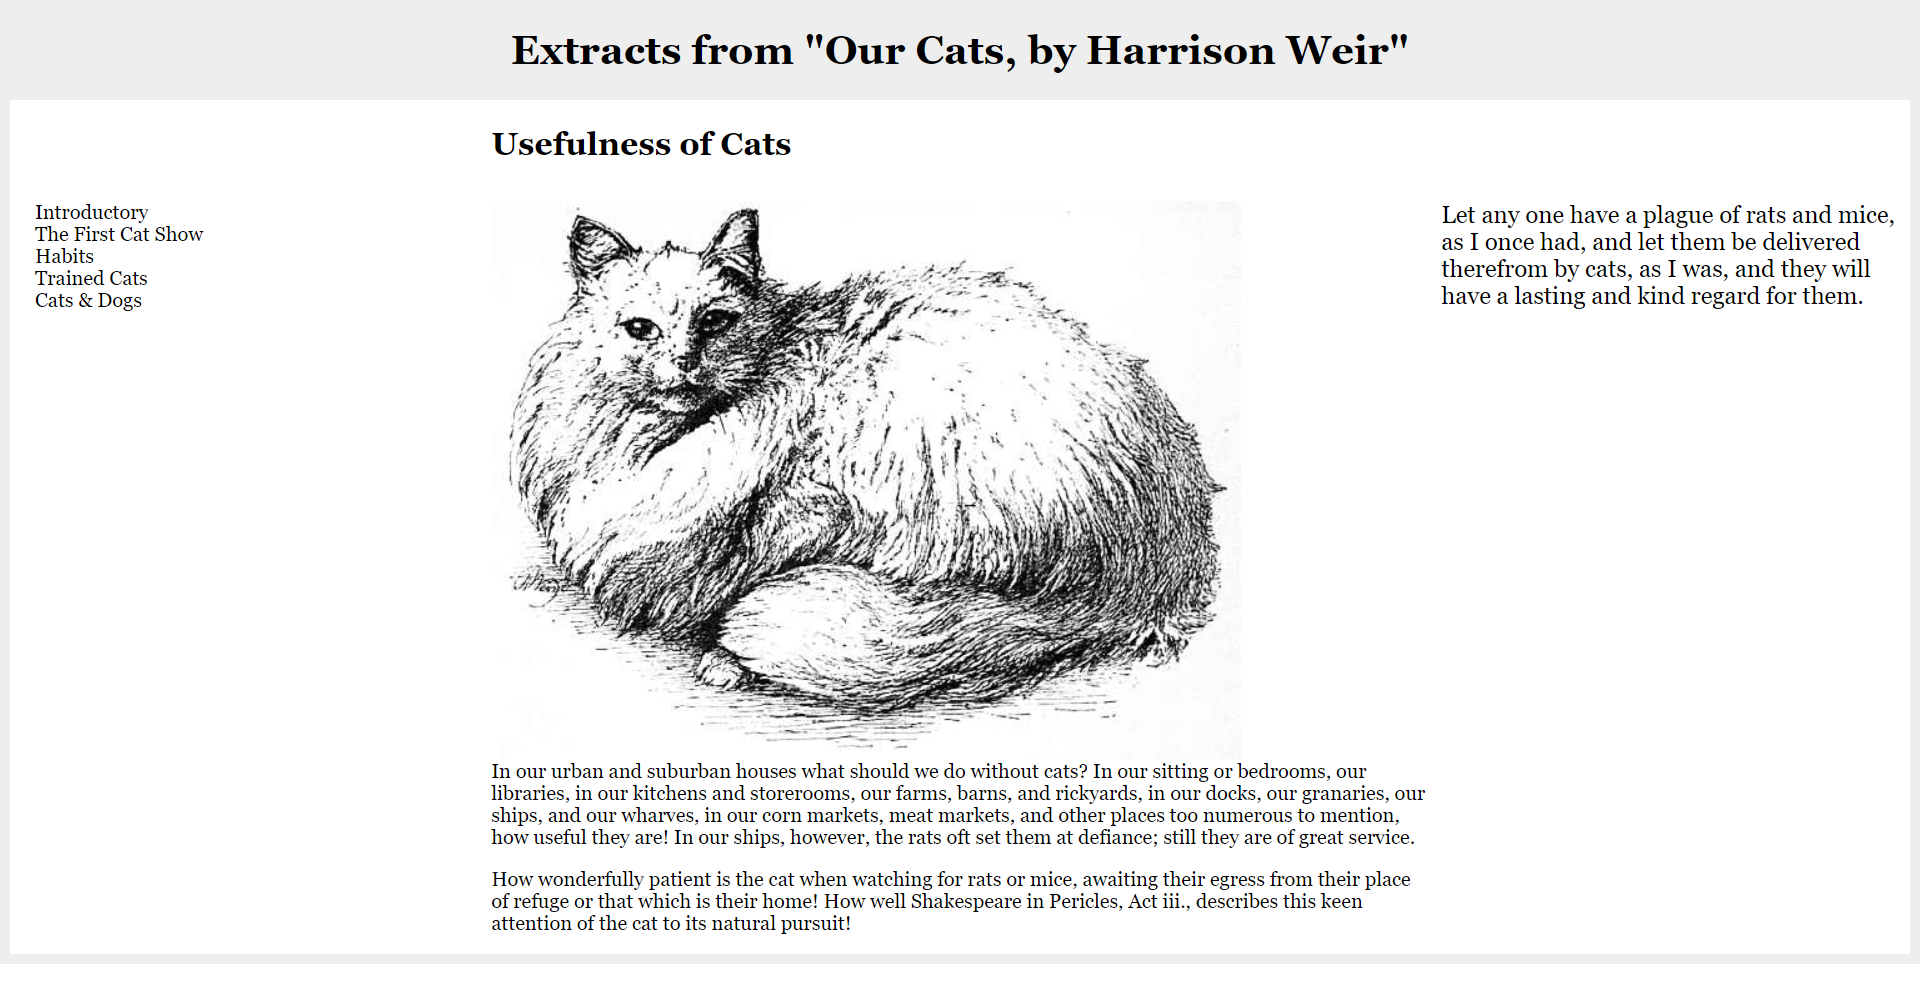 Extracts from "Our Cats, by Harrison Weir"
Usefulness of Cats
Introductory
The First Cat Show
Habits
Trained Cats
Cats & Dogs
In our urban and suburban houses what should we do without cats? In our sitting or bedrooms, our
libraries, in our kitchens and storerooms, our farms, barns, and rickyards, in our docks, our granaries, our
ships, and our wharves, in our corn markets, meat markets, and other places too numerous to mention,
how useful they are! In our ships, however, the rats oft set them at defiance; still they are of great service.
How wonderfully patient is the cat when watching for rats or mice, awaiting their egress from their place
of refuge or that which is their home! How well Shakespeare in Pericles, Act iii., describes this keen
attention of the cat to its natural pursuit!
Let any one have a plague of rats and mice,
as I once had, and let them be delivered
therefrom by cats, as I was, and they will
have a lasting and kind regard for them.